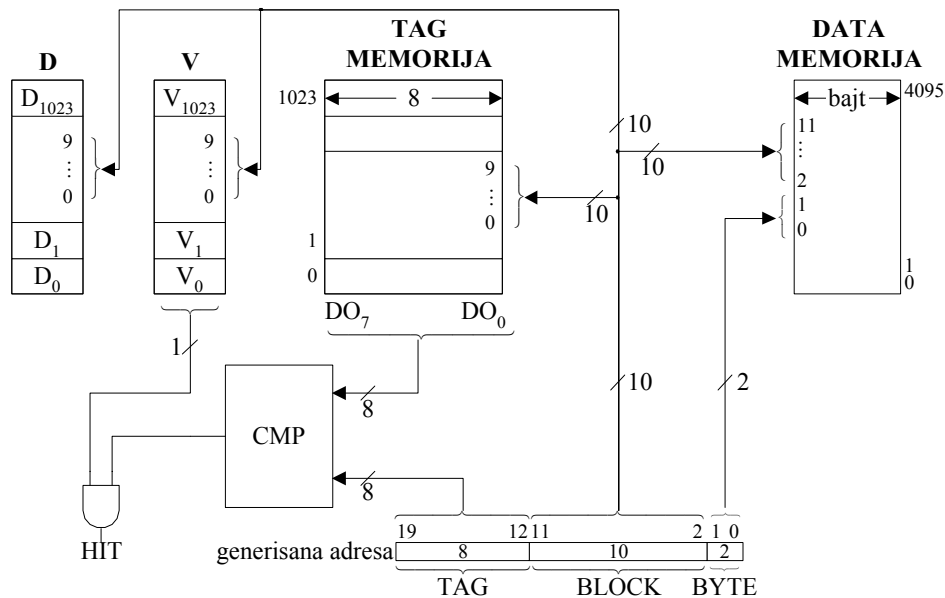 TAG
MEMORIJA
DATA
MEMORIJA
D
V
D1023
V1023
1023
8
bajt
4095
9
...
0
9
...
0
9
...
0
10
10
10
11
...
2
1
0
D1
V1
1
D0
V0
0
1
0
DO7
DO0
1
8
10
2
CMP
8
HIT
19
12
11
2
1
0
generisana adresa
8
10
2
TAG
BLOCK
BYTE